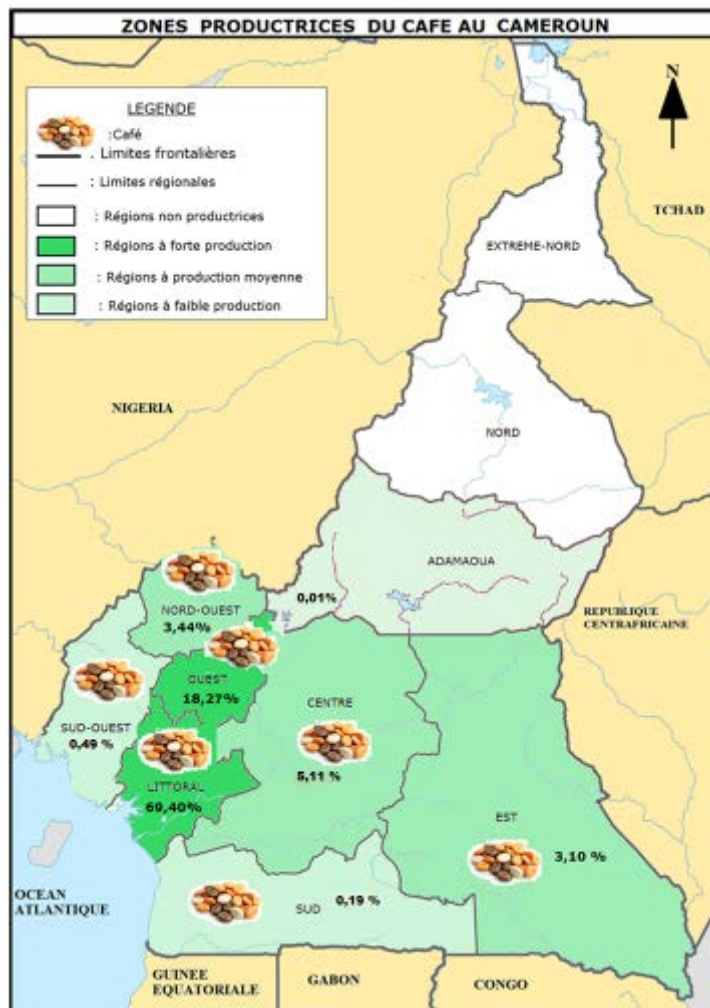 ZONES PRODUCTRICES DU CAFE AU CAMEROUN
N
LEGENDE
:Café
. Limites frontalières
: Limites régionales
: Régions non productrices
: Régions à forte production
: Régions à production moyenne
: Régions à faible production
TCHAD
EXTREME-NORD
NIGERIA
NORD
ADAMAOUA
0,01%
REPUBLIQUE
CENTRAFRICAINE
NORD-OUEST
3,44%
OUEST
18,27%
SUD-OUEST
0,49 %
CENTRE
5,11 %
LITTORAL
69,40%
EST
3,10 %
OCEAN
ATLANTIQUE
SUD
0,19 %
GUINEE
EQUATORIALE
GABON
CONGO